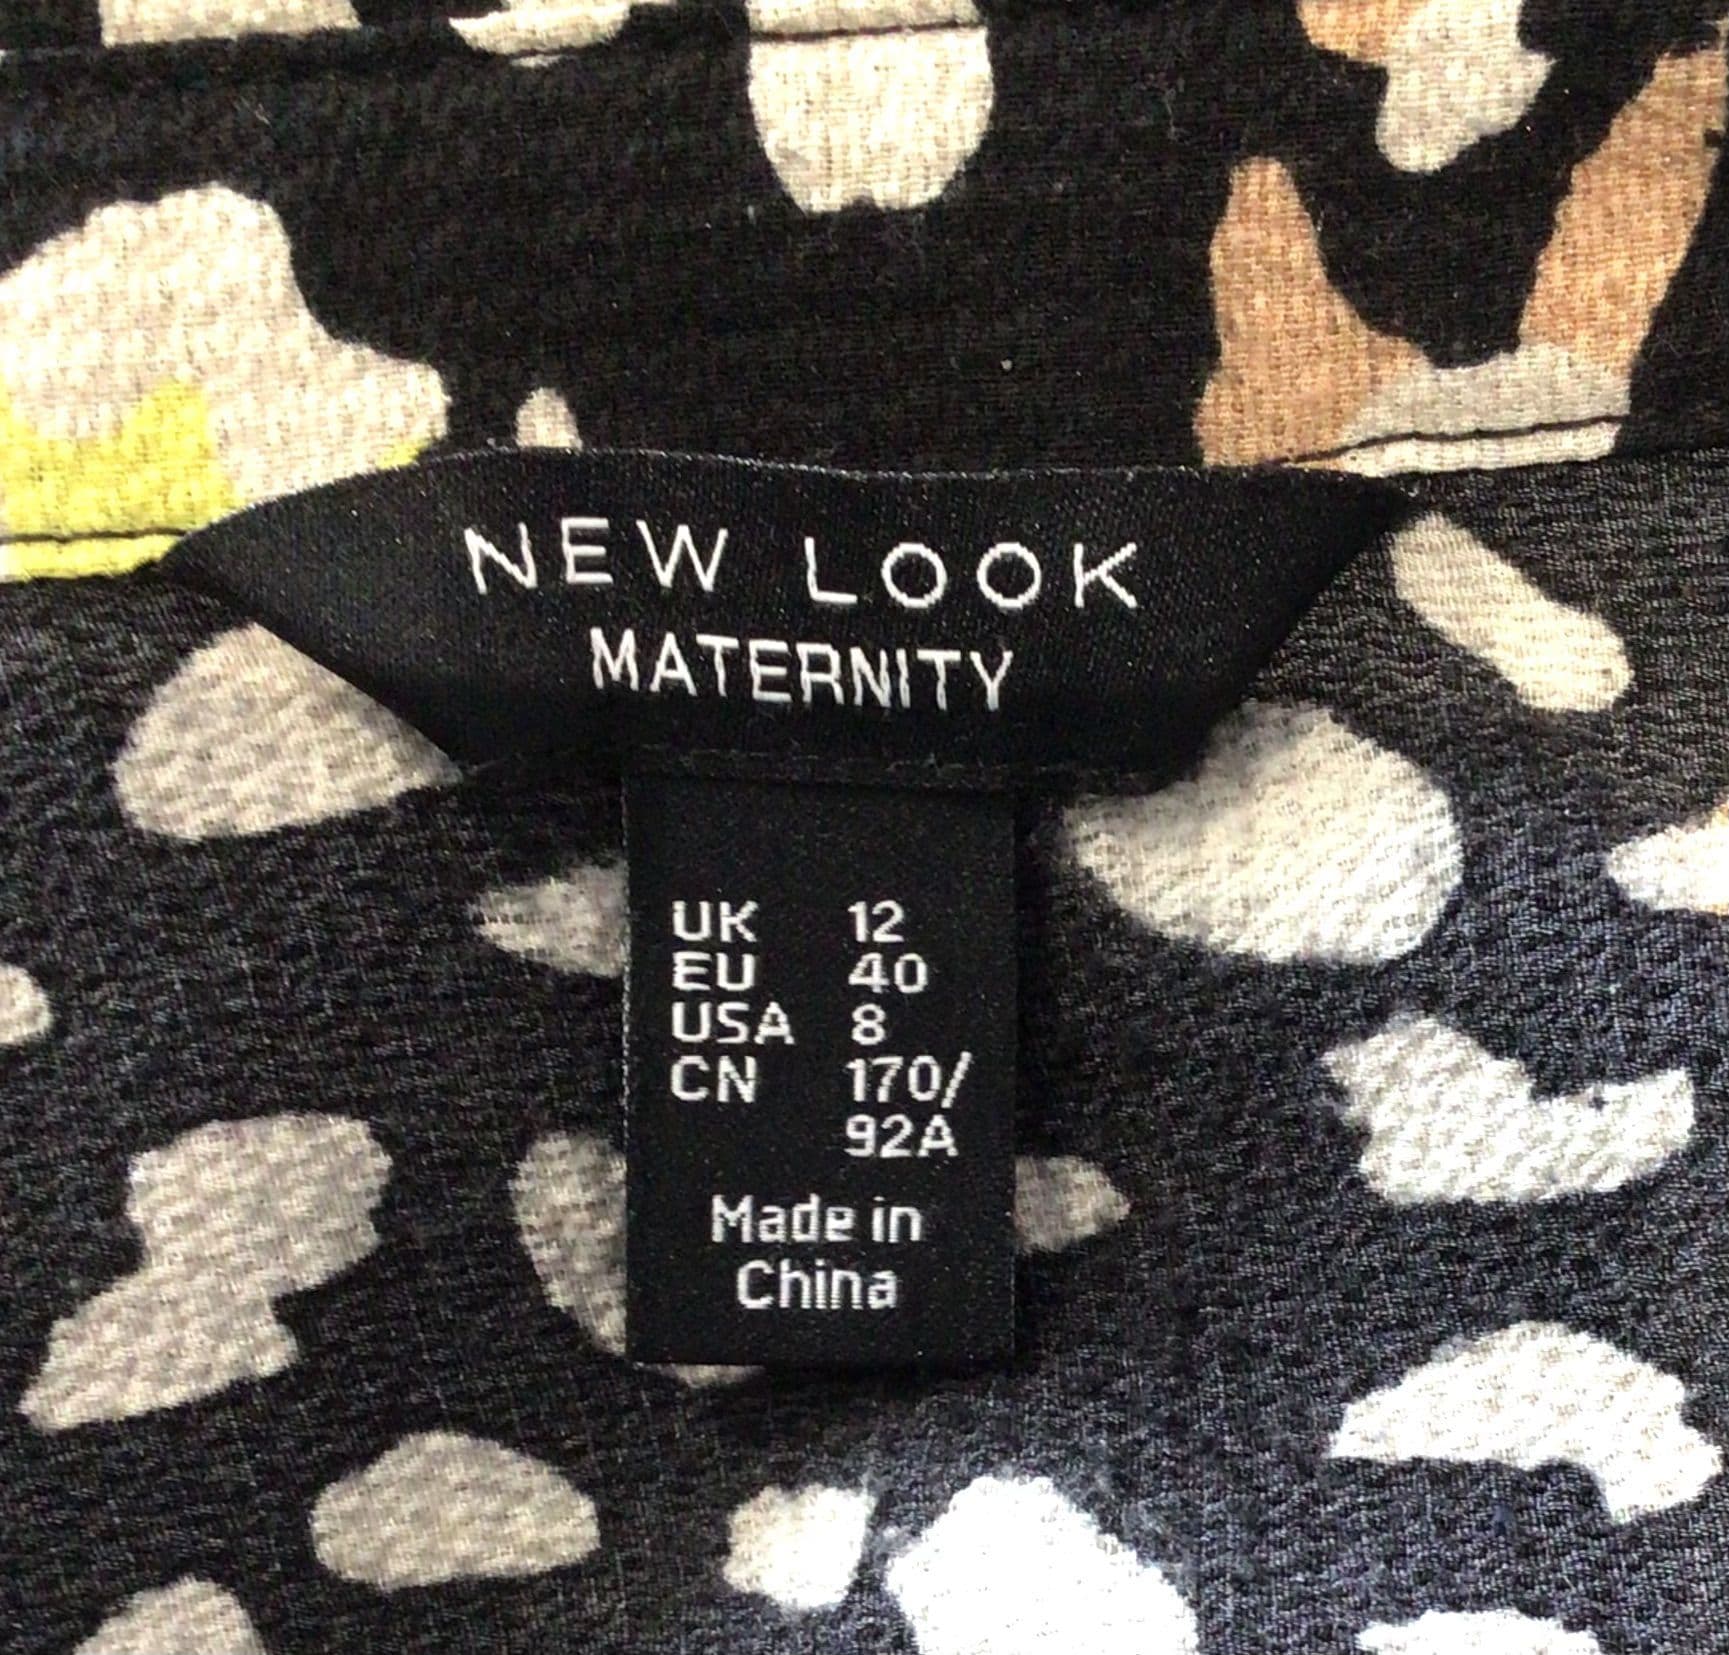 NEW LOOK
MATERNITY
UK 12
EU 40
USA 8
CN 170/
92A
Made in
China